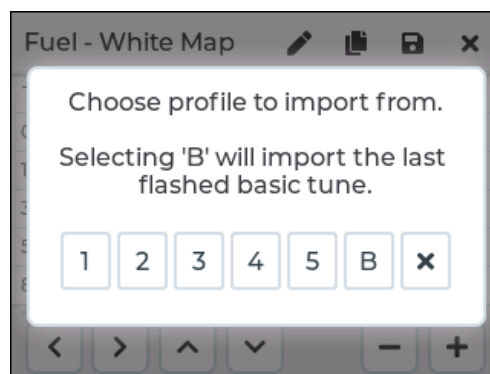 Fuel - White Map
Choose profile to import from.
Selecting 'B' will import the last
flashed basic tune.
1 2 3 4 5 B ×